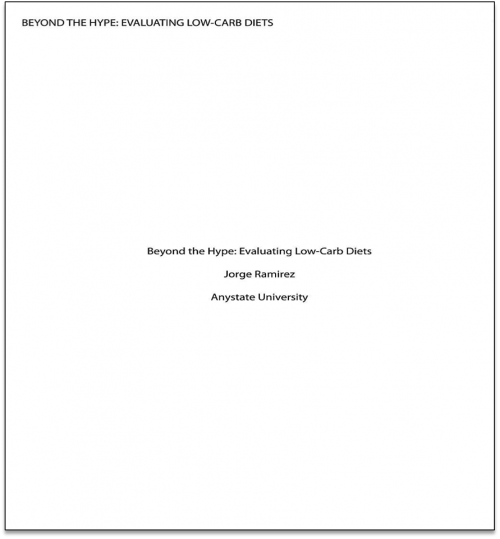 BEYOND THE HYPE: EVALUATING LOW-CARB DIETS
Beyond the Hype: Evaluating Low-Carb Diets
Jorge Ramirez
Anystate University